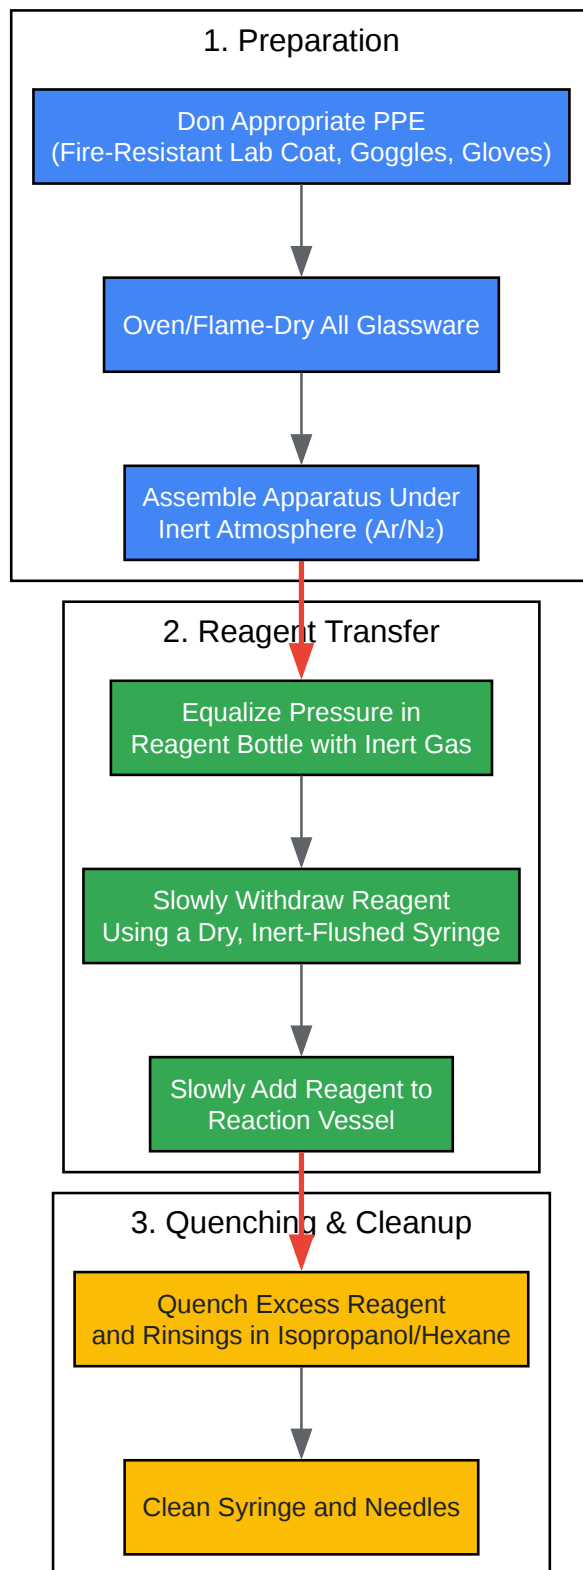 1. Preparation
Don Appropriate PPE
(Fire-Resistant Lab Coat, Goggles, Gloves)
Oven/Flame-Dry All Glassware
Assemble Apparatus Under
Inert Atmosphere (Ar/N₂)
2. Reagent Transfer
Equalize Pressure in
Reagent Bottle with Inert Gas
Slowly Withdraw Reagent
Using a Dry, Inert-Flushed Syringe
Slowly Add Reagent to
Reaction Vessel
3. Quenching & Cleanup
Quench Excess Reagent
and Rinsings in Isopropanol/Hexane
Clean Syringe and Needles